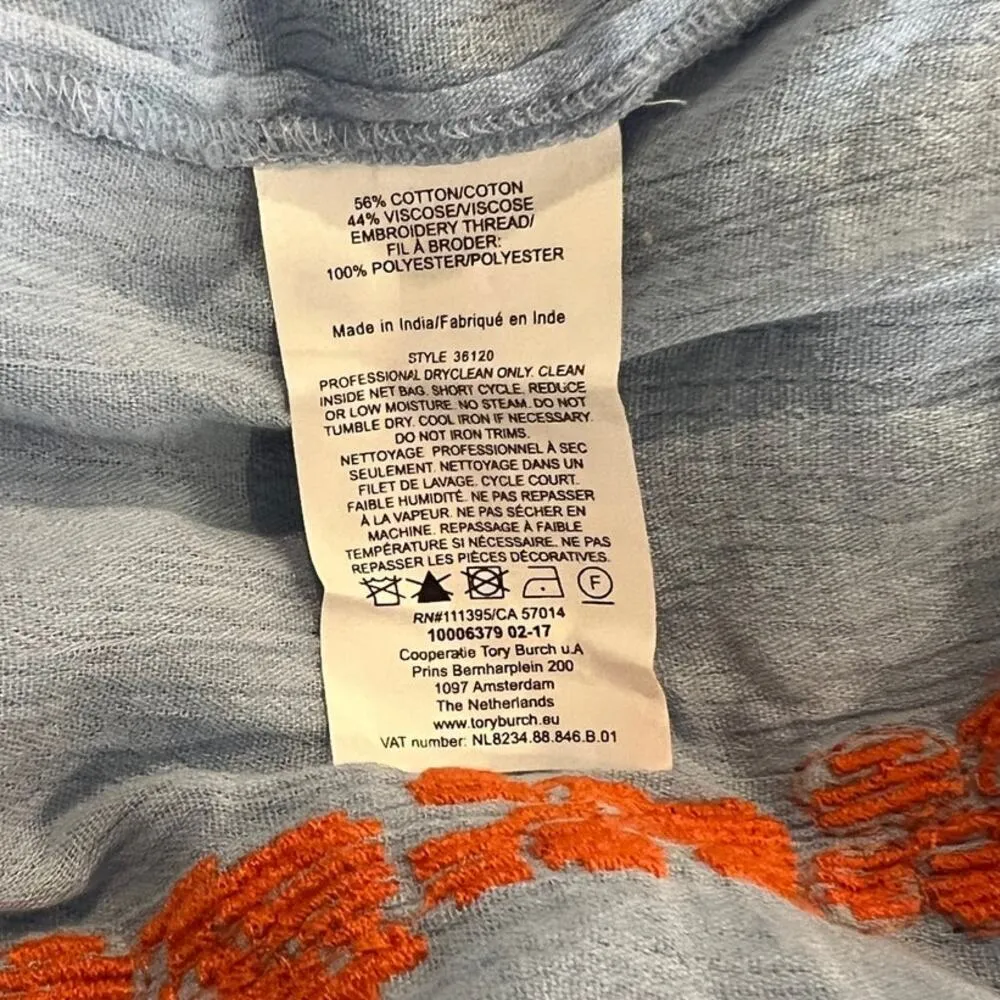 56% COTTON/COTON
44% VISCOSE/VISCOSE
EMBROIDERY THREAD/
FIL À BRODER:
100% POLYESTER/POLYESTER
Made in India/Fabriqué en Inde
STYLE 36120
PROFESSIONAL DRYCLEAN ONLY. CLEAN
INSIDE NET BAG. SHORT CYCLE. REDUCE
OR LOW MOISTURE. NO STEAM. DO NOT
TUMBLE DRY. COOL IRON IF NECESSARY.
DO NOT IRON TRIMS.
NETTOYAGE PROFESSIONNEL À SEC
SEULEMENT. NETTOYAGE DANS UN
FILET DE LAVAGE. CYCLE COURT.
FAIBLE HUMIDITÉ. NE PAS REPASSER
À LA VAPEUR. NE PAS SÉCHER EN
MACHINE. REPASSAGE À FAIBLE
TEMPÉRATURE SI NÉCESSAIRE. NE PAS
REPASSER LES PIÈCES DÉCORATIVES.
F
RN#111395/CA 57014
10006379 02-17
Cooperatie Tory Burch u.A
Prins Bernharplein 200
1097 Amsterdam
The Netherlands
www.toryburch.eu
VAT number: NL8234.88.846.B.01